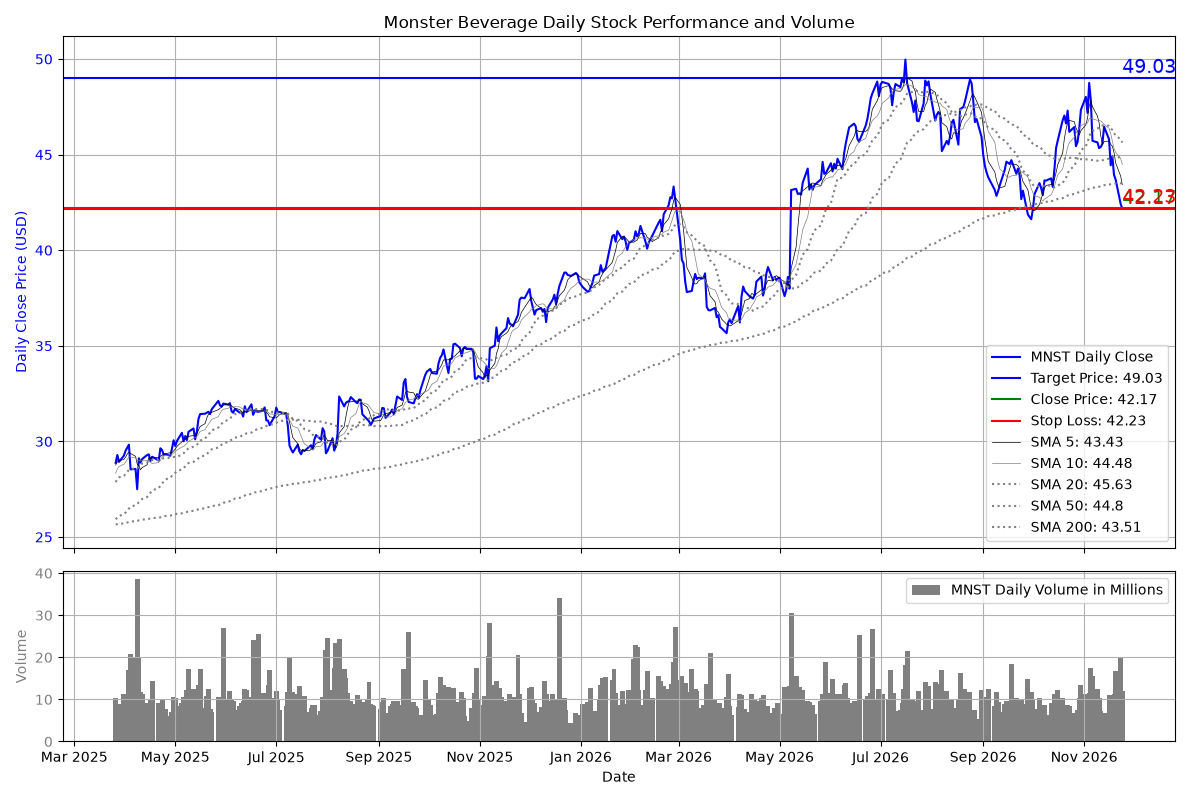 Monster Beverage Daily Stock Performance and Volume
Daily Close Price (USD)
50
45
40
35
30
25
49.03
42.17
42.23
MNST Daily Close
Target Price: 49.03
Close Price: 42.17
Stop Loss: 42.23
SMA 5: 43.43
SMA 10: 44.48
SMA 20: 45.63
SMA 50: 44.8
SMA 200: 43.51
Volume
40
30
20
10
0
MNST Daily Volume in Millions
Mar 2025 May 2025 Jul 2025 Sep 2025 Nov 2025 Jan 2026 Mar 2026 May 2026 Jul 2026 Sep 2026 Nov 2026
Date